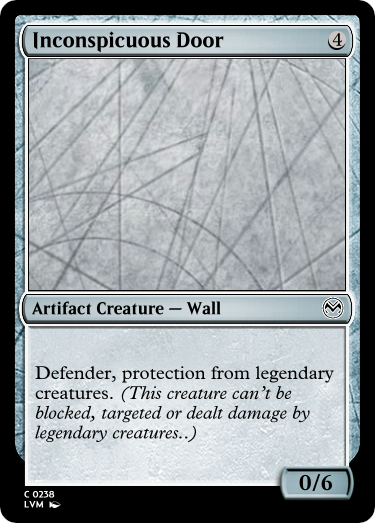 Inconspicuous Door 4
Artifact Creature — Wall
Defender, protection from legendary
creatures. (This creature can't be
blocked, targeted or dealt damage by
legendary creatures..)
0/6
C 0238
LVM